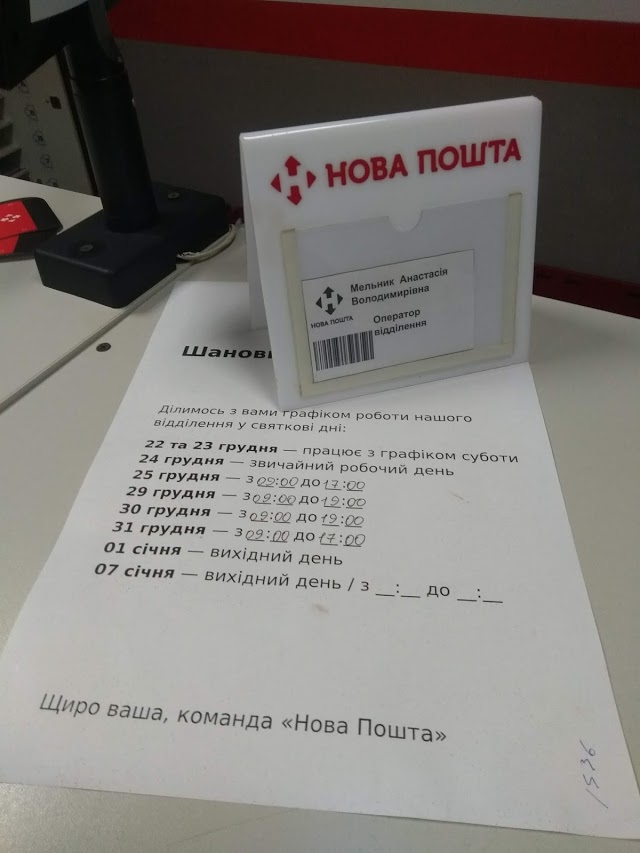 НОВА ПОШТА
Мельник Анастасія
Володимирівна
НОВА ПОШТА
Оператор
відділення
Ділимось з вами графіком роботи нашого
відділення у святкові дні:
22 та 23 грудня — працює з графіком суботи
24 грудня — звичайний робочий день
25 грудня — з 09:00 до 17:00
29 грудня — з 09:00 до 19:00
30 грудня — з 09:00 до 19:00
31 грудня — з 09:00 до 17:00
01 січня — вихідний день
07 січня — вихідний день / з __:__ до __:__
Щиро ваша, команда «Нова Пошта»
1536